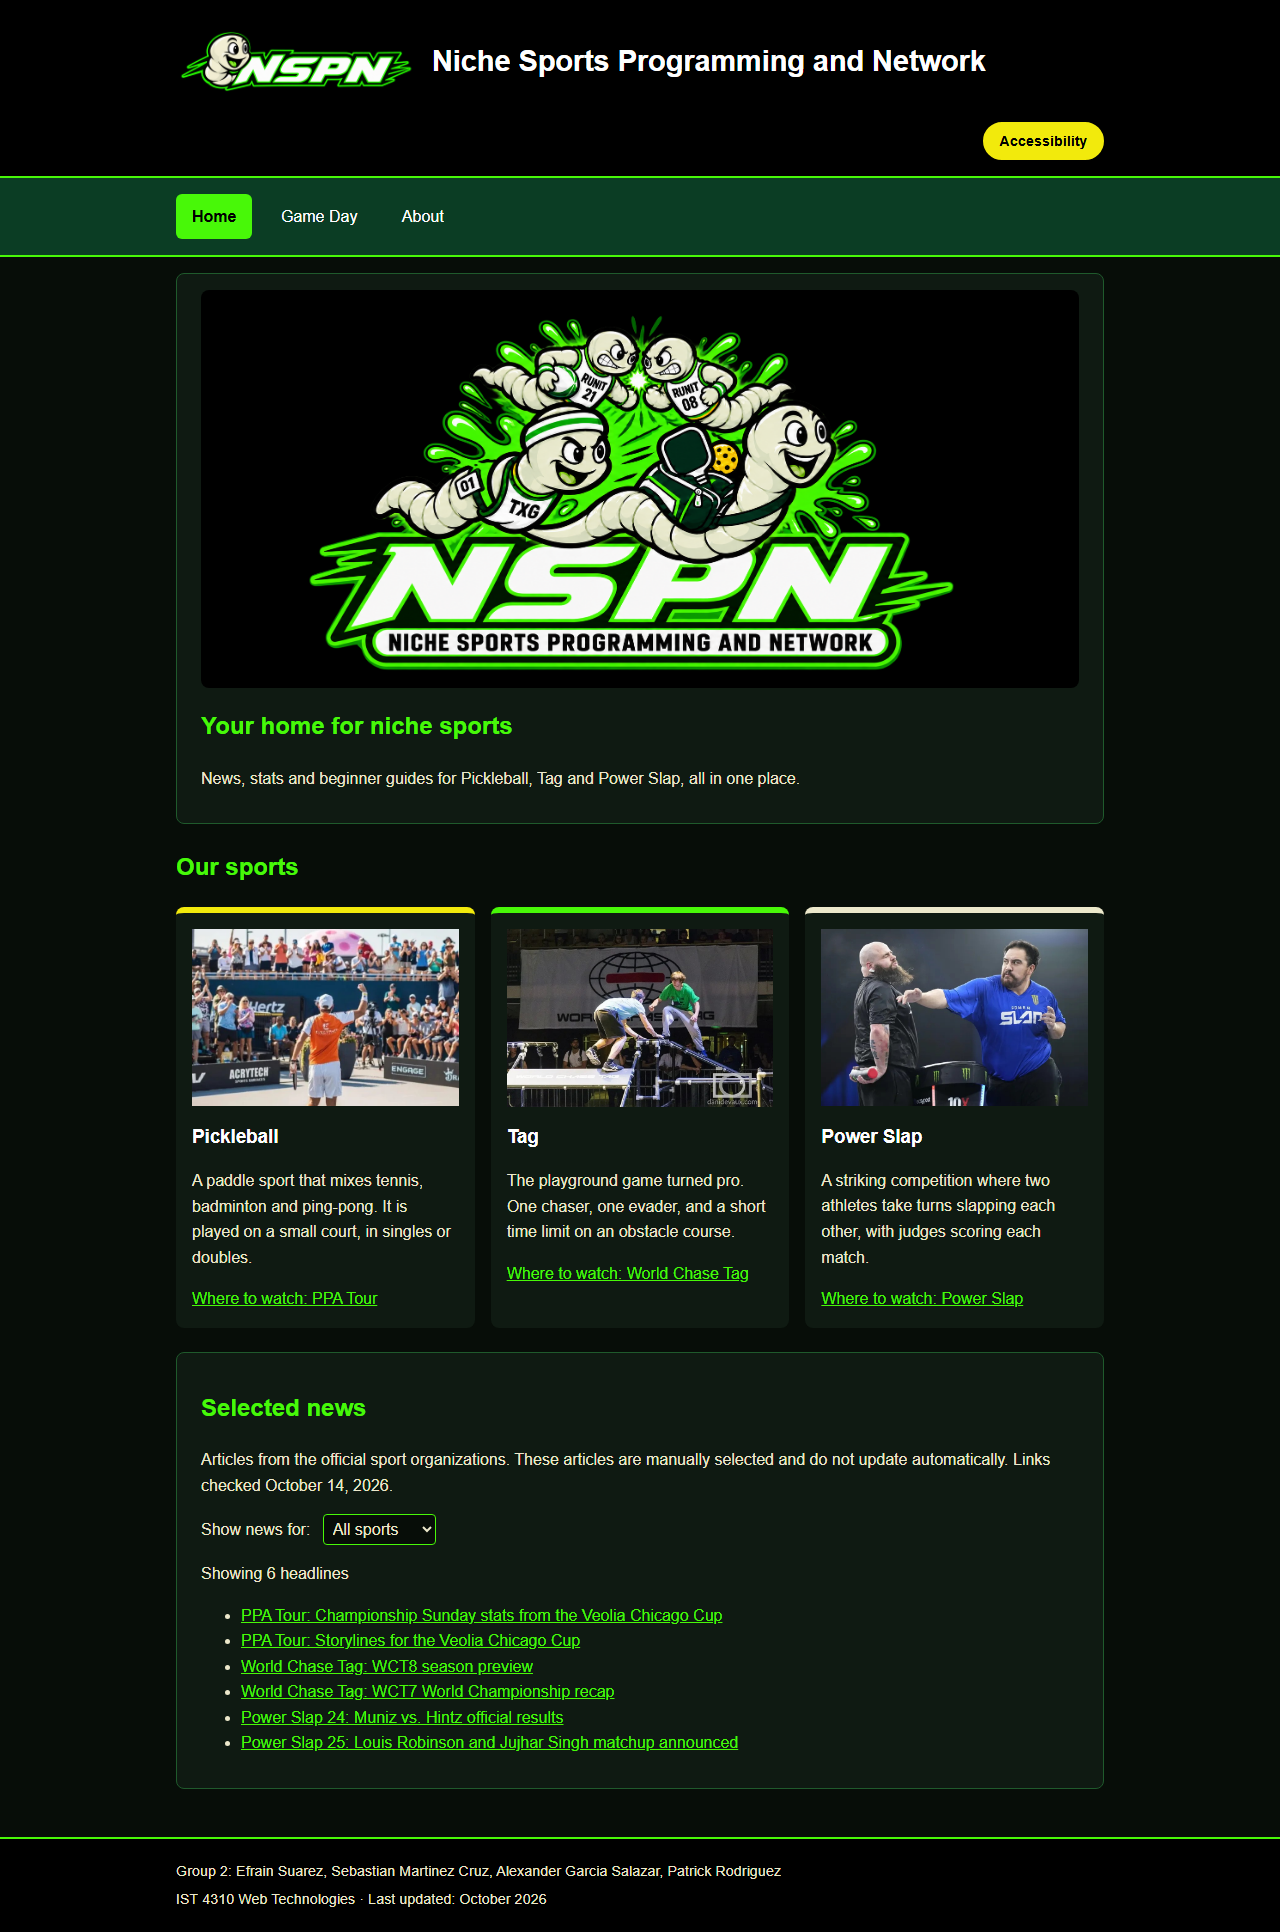 NSPN
Niche Sports Programming and Network
Accessibility
Home
Game Day
About
RUNIT
21
RUNIT
08
01
TXG
NSPN
NICHE SPORTS PROGRAMMING AND NETWORK
Your home for niche sports
News, stats and beginner guides for Pickleball, Tag and Power Slap, all in one place.
Our sports
Hertz
ACRYTECH
ENGAGE
Pickleball
A paddle sport that mixes tennis,
badminton and ping-pong. It is
played on a small court, in singles or
doubles.
Where to watch: PPA Tour
Tag
The playground game turned pro.
One chaser, one evader, and a short
time limit on an obstacle course.
Where to watch: World Chase Tag
SLAP
Power Slap
A striking competition where two
athletes take turns slapping each
other, with judges scoring each
match.
Where to watch: Power Slap
Selected news
Articles from the official sport organizations. These articles are manually selected and do not update automatically. Links
checked October 14, 2026.
Show news for:
All sports
Showing 6 headlines
PPA Tour: Championship Sunday stats from the Veolia Chicago Cup
PPA Tour: Storylines for the Veolia Chicago Cup
World Chase Tag: WCT8 season preview
World Chase Tag: WCT7 World Championship recap
Power Slap 24: Muniz vs. Hintz official results
Power Slap 25: Louis Robinson and Jujhar Singh matchup announced
Group 2: Efrain Suarez, Sebastian Martinez Cruz, Alexander Garcia Salazar, Patrick Rodriguez
IST 4310 Web Technologies · Last updated: October 2026